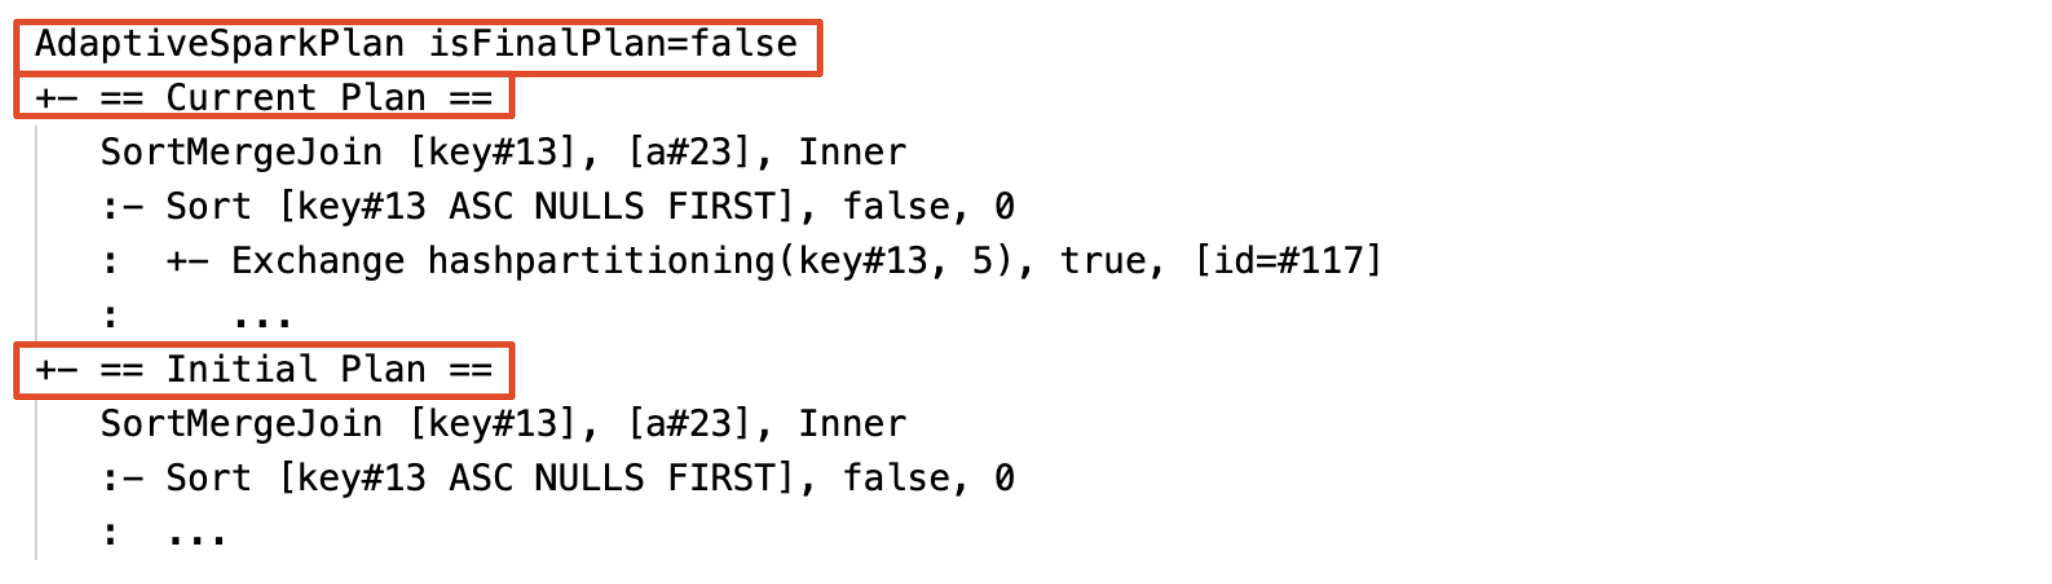 AdaptiveSparkPlan isFinalPlan=false
+- == Current Plan ==
   SortMergeJoin [key#13], [a#23], Inner
   :- Sort [key#13 ASC NULLS FIRST], false, 0
   :  +- Exchange hashpartitioning(key#13, 5), true, [id=#117]
   :     ...
+- == Initial Plan ==
   SortMergeJoin [key#13], [a#23], Inner
   :- Sort [key#13 ASC NULLS FIRST], false, 0
   :  ...